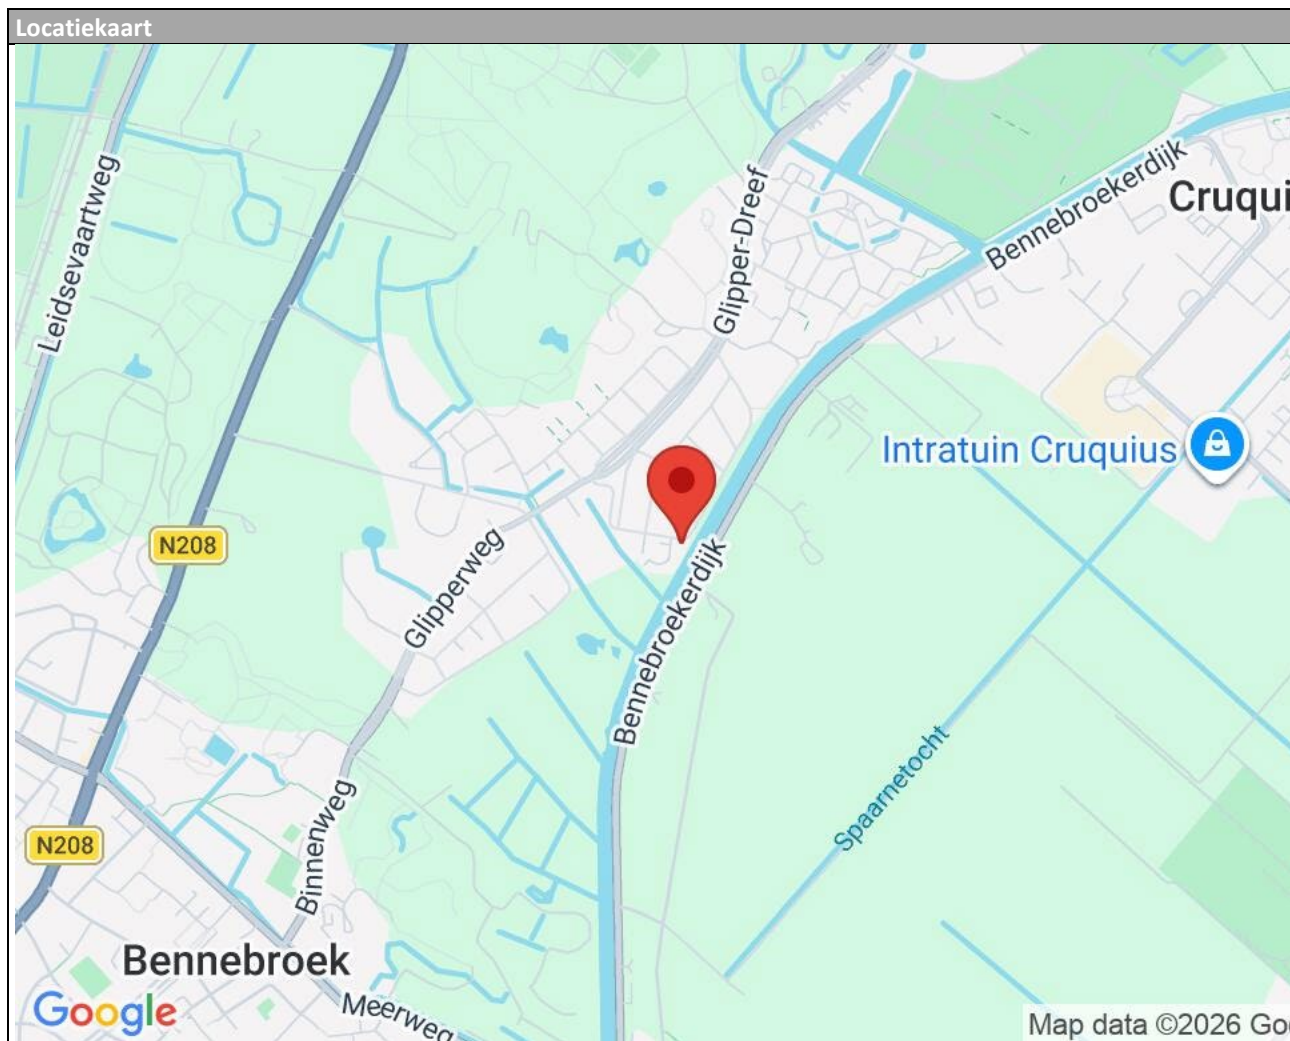 Locatiekaart
Leidsevaartweg
Glipper-Dreef
Bennebroekerdijk
Cruqui
Intratuin Cruquius
N208
Glipperweg
Bennebroekerdijk
Spaarnetocht
N208
Binnenweg
Bennebroek
Google
Meerweg
Map data ©2026 Goo